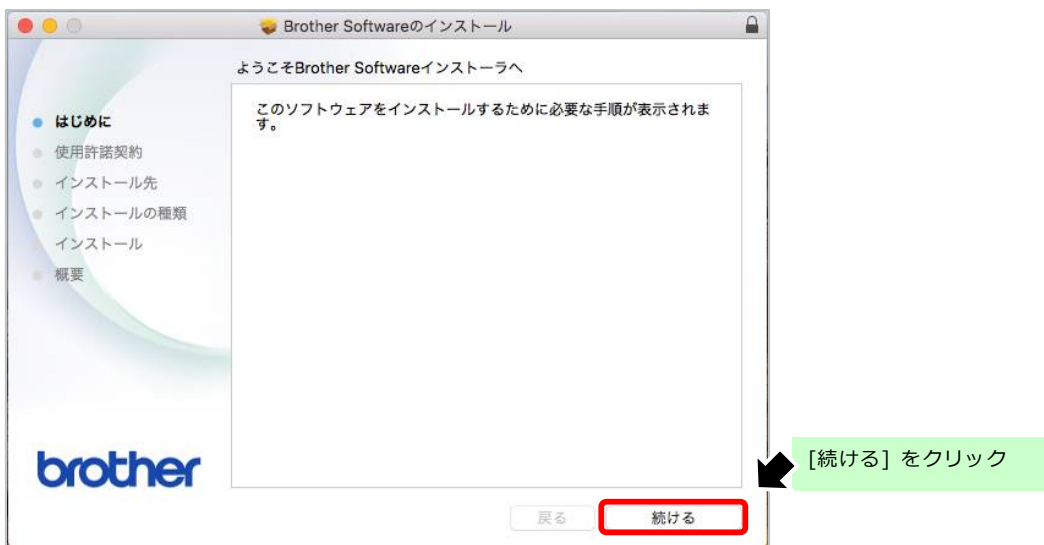 Brother Softwareのインストール
ようこそBrother Softwareインストーラへ
このソフトウェアをインストールするために必要な手順が表示されま
す。
はじめに
使用許諾契約
インストール先
インストールの種類
インストール
概要
brother
戻る
続ける
[続ける] をクリック